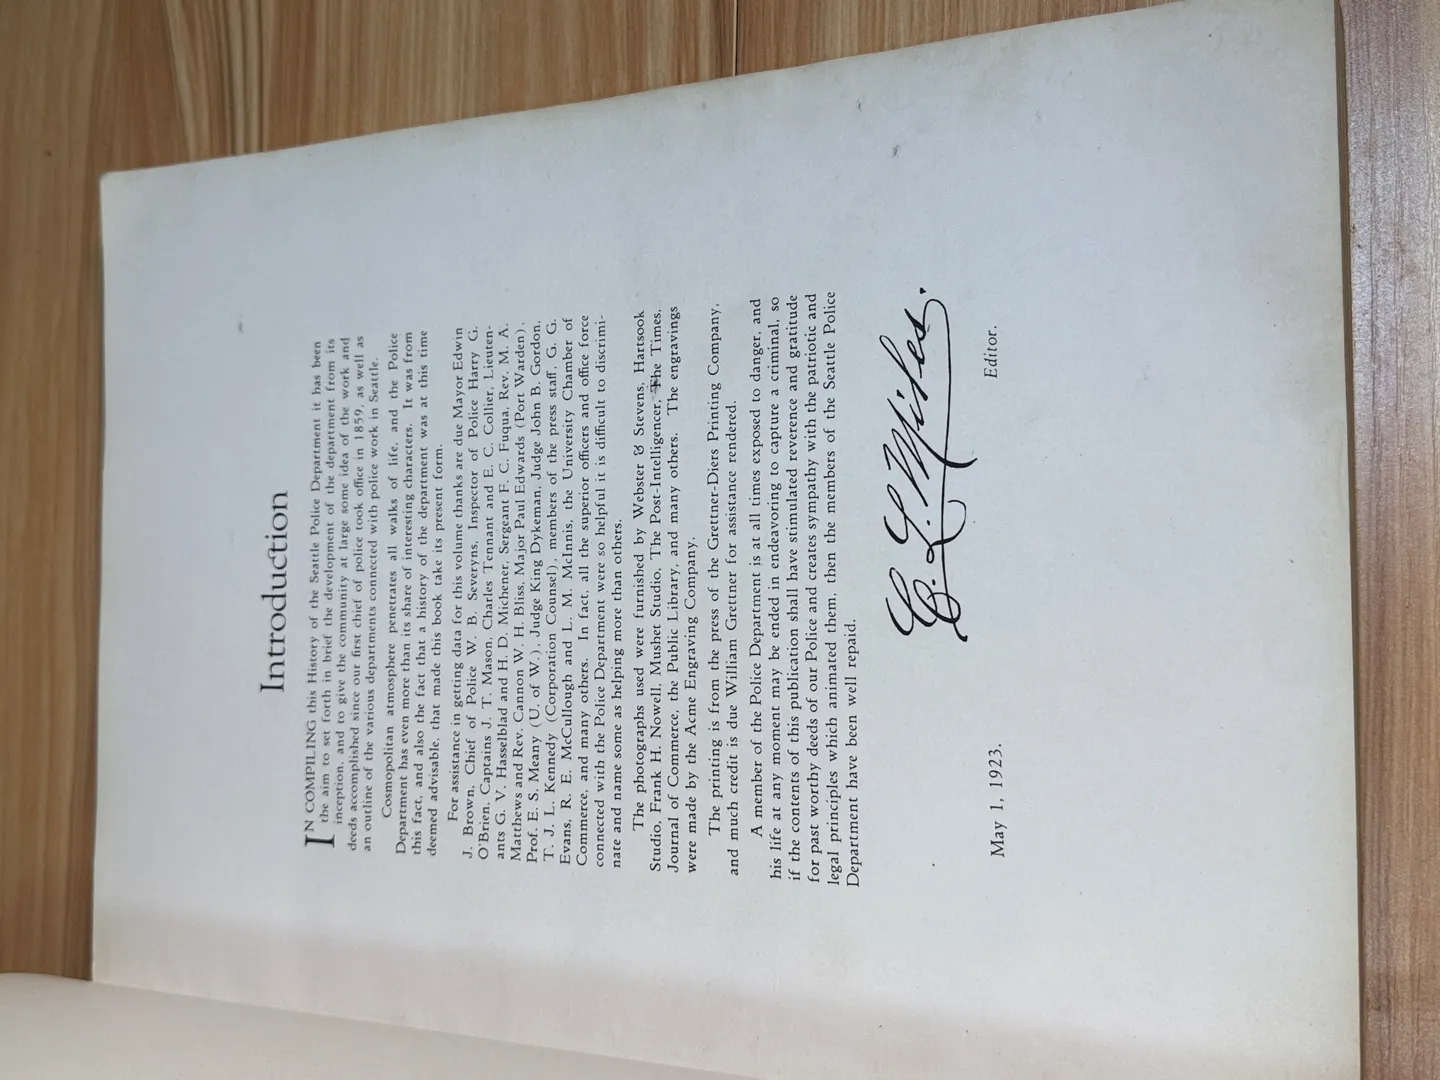 Introduction
IN COMPILING this History of the Seattle Police Department it has been
the aim to set forth in brief the development of the department from its
inception, and to give the community at large some idea of the work and
deeds accomplished since our first chief of police took office in 1859, as well as
an outline of the various departments connected with police work in Seattle.
Cosmopolitan atmosphere penetrates all walks of life, and the Police
Department has even more than its share of interesting characters. It was from
this fact, and also the fact that a history of the department was at this time
deemed advisable, that made this book take its present form.
For assistance in getting data for this volume thanks are due Mayor Edwin
J. Brown, Chief of Police W. B. Severyns, Inspector of Police Harry G.
O'Brien, Captains J. T. Mason, Charles Tennant and E. C. Collier, Lieuten-
ants G. V. Hasselblad and H. D. Michener, Sergeant F. C. Fuqua, Rev. M. A.
Matthews and Rev. Cannon W. H. Bliss, Major Paul Edwards (Port Warden),
Prof. E. S. Meany (U. of W.), Judge King Dykeman, Judge John B. Gordon,
T. J. L. Kennedy (Corporation Counsel), members of the press staff, G. G.
Evans, R. E. McCullough and L. M. McInnis, the University Chamber of
Commerce, and many others. In fact, all the superior officers and office force
connected with the Police Department were so helpful it is difficult to discrimi-
nate and name some as helping more than others.
The photographs used were furnished by Webster & Stevens, Hartsook
Studio, Frank H. Nowell, Mushet Studio, The Post-Intelligencer, The Times,
Journal of Commerce, the Public Library, and many others. The engravings
were made by the Acme Engraving Company.
The printing is from the press of the Grettner-Diers Printing Company,
and much credit is due William Grettner for assistance rendered.
A member of the Police Department is at all times exposed to danger, and
his life at any moment may be ended in endeavoring to capture a criminal, so
if the contents of this publication shall have stimulated reverence and gratitude
for past worthy deeds of our Police and creates sympathy with the patriotic and
legal principles which animated them, then the members of the Seattle Police
Department have been well repaid.
E. L. Miles.
May 1, 1923. Editor.